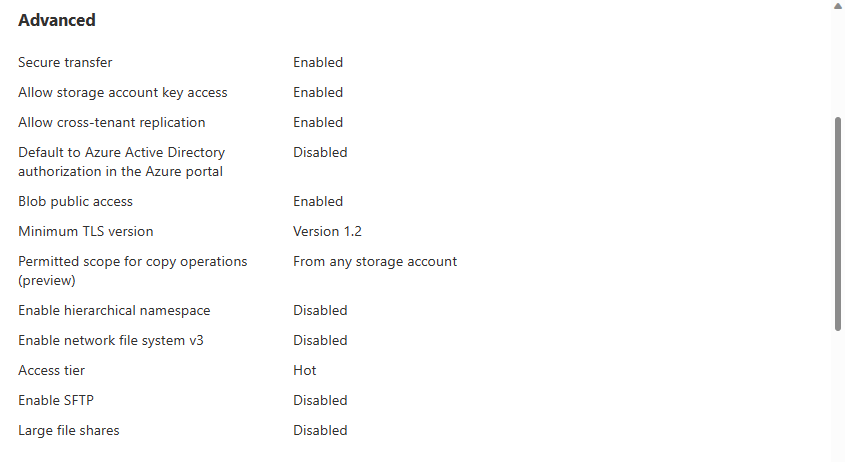 Advanced
Secure transfer Enabled
Allow storage account key access Enabled
Allow cross-tenant replication Enabled
Default to Azure Active Directory Disabled
authorization in the Azure portal
Blob public access Enabled
Minimum TLS version Version 1.2
Permitted scope for copy operations From any storage account
(preview)
Enable hierarchical namespace Disabled
Enable network file system v3 Disabled
Access tier Hot
Enable SFTP Disabled
Large file shares Disabled